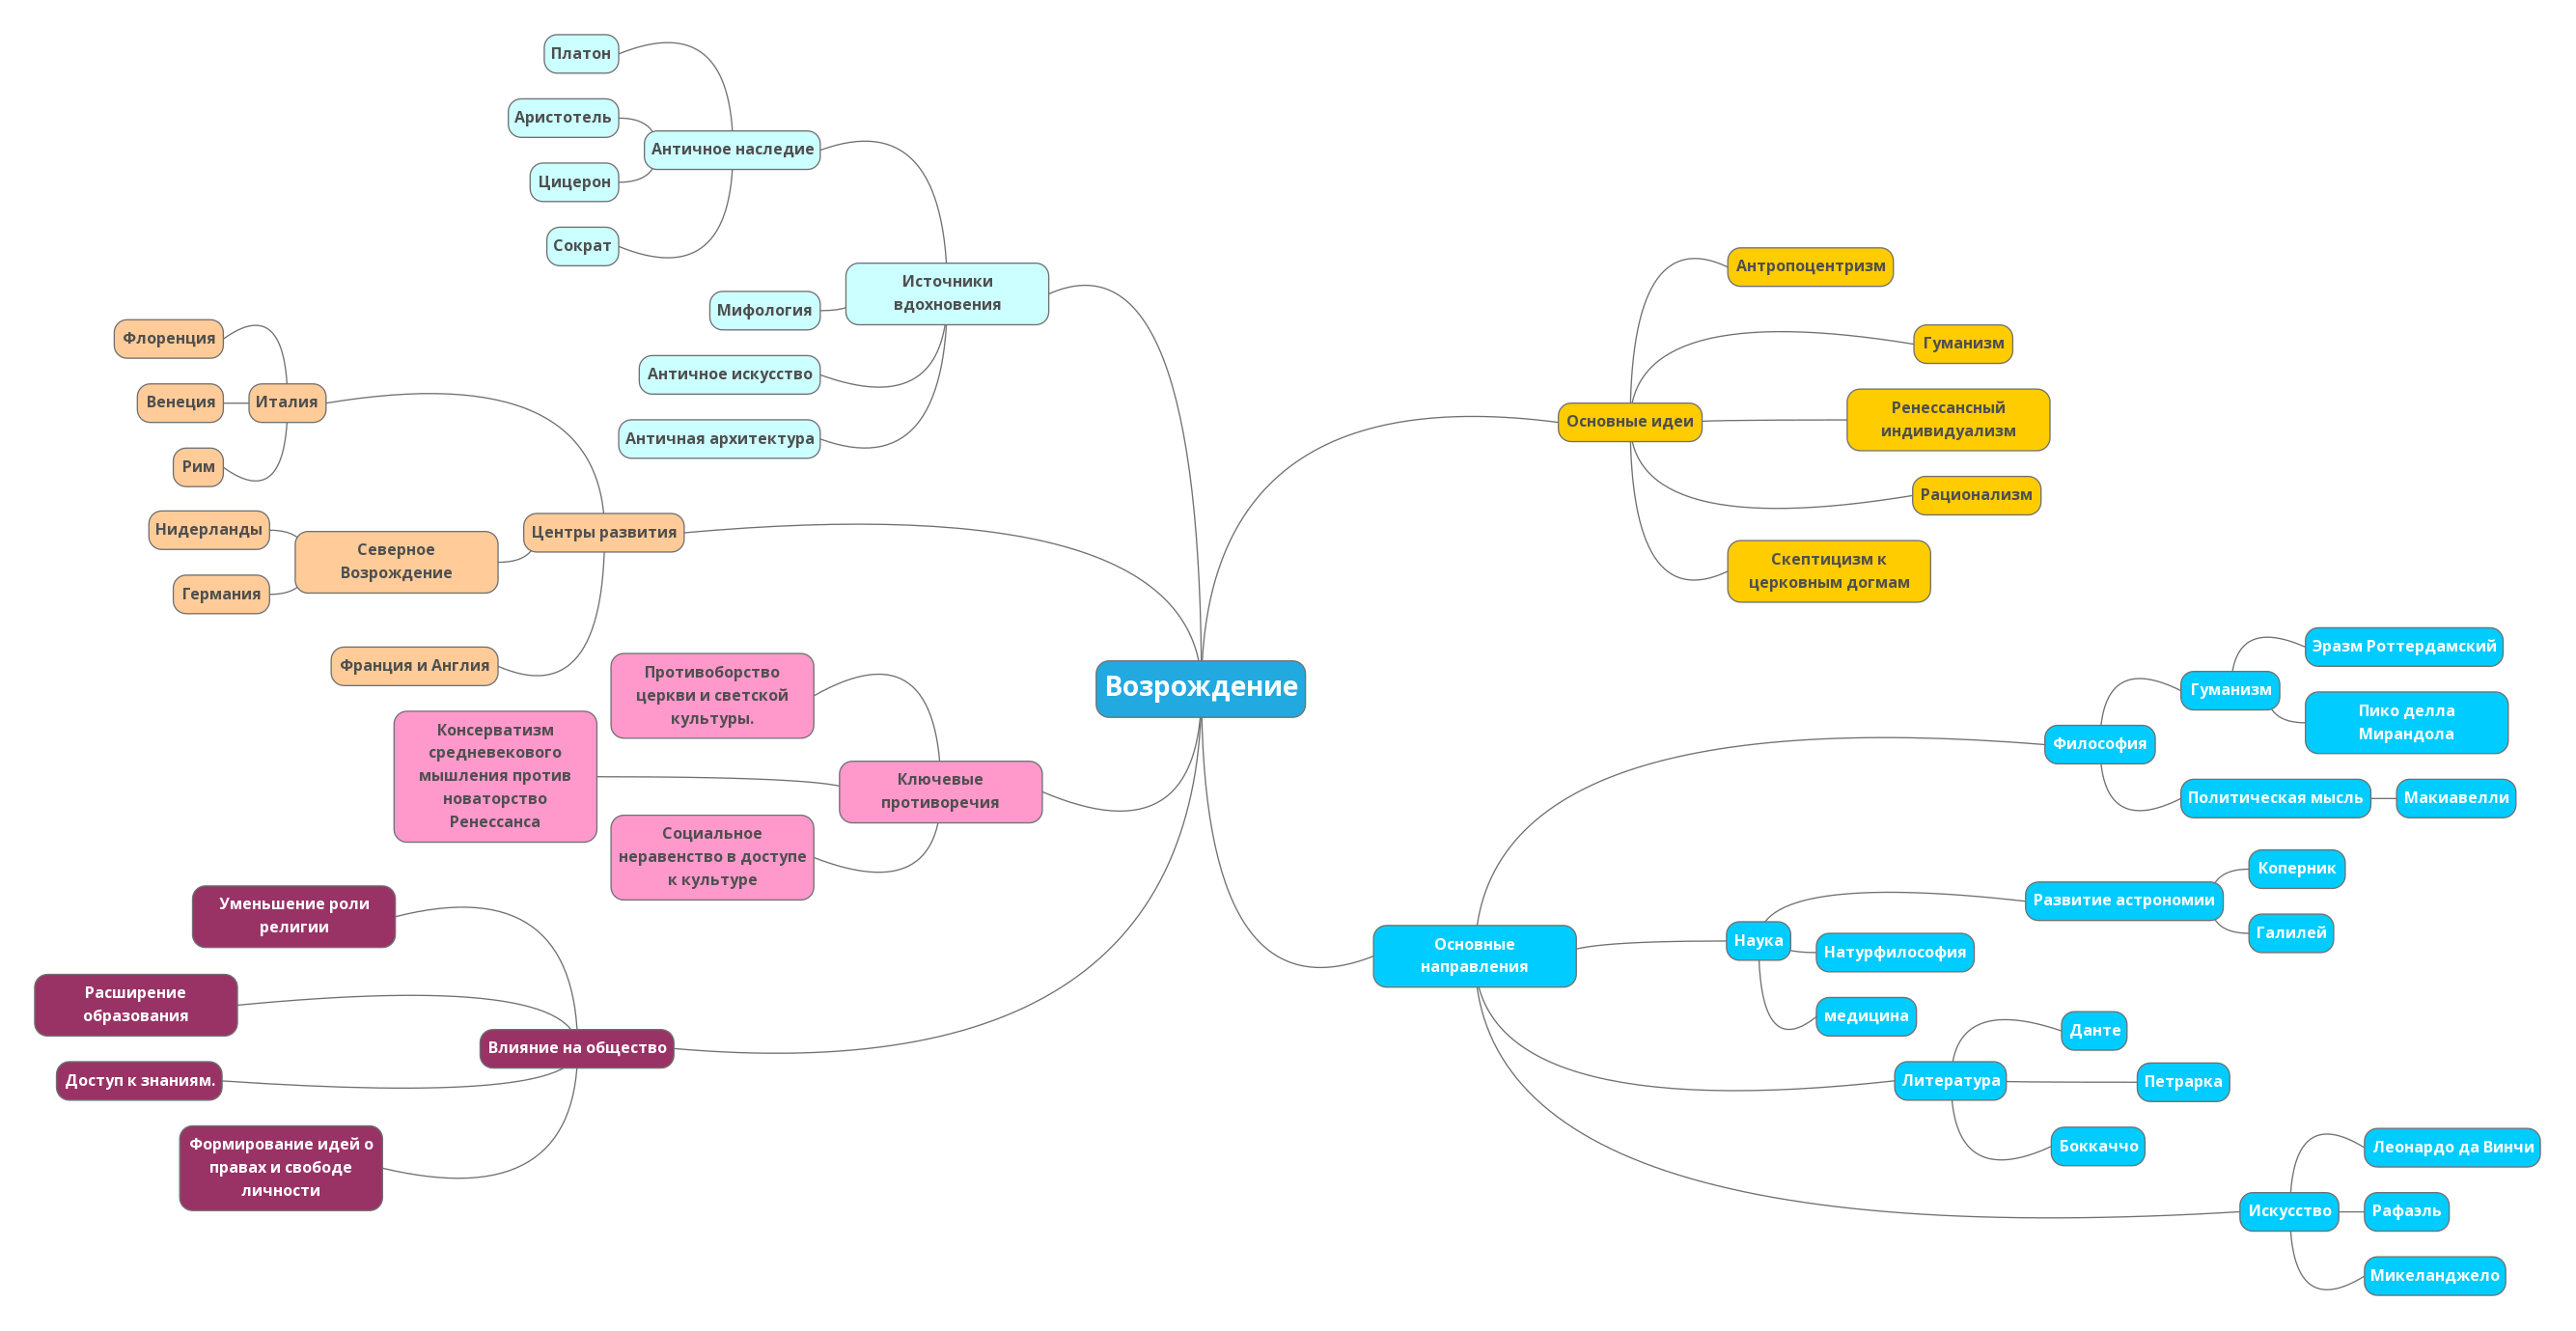 Возрождение
Источники
вдохновения
Античное наследие
Платон
Аристотель
Цицерон
Сократ
Мифология
Античное искусство
Античная архитектура
Центры развития
Италия
Флоренция
Венеция
Рим
Северное
Возрождение
Нидерланды
Германия
Франция и Англия
Ключевые
противоречия
Противоборство
церкви и светской
культуры.
Консерватизм
средневекового
мышления против
новаторство
Ренессанса
Социальное
неравенство в доступе
к культуре
Влияние на общество
Уменьшение роли
религии
Расширение
образования
Доступ к знаниям.
Формирование идей о
правах и свободе
личности
Основные идеи
Антропоцентризм
Гуманизм
Ренессансный
индивидуализм
Рационализм
Скептицизм к
церковным догмам
Основные
направления
Философия
Гуманизм
Эразм Роттердамский
Пико делла
Мирандола
Политическая мысль
Макиавелли
Наука
Развитие астрономии
Коперник
Галилей
Натурфилософия
медицина
Литература
Данте
Петрарка
Боккаччо
Искусство
Леонардо да Винчи
Рафаэль
Микеланджело